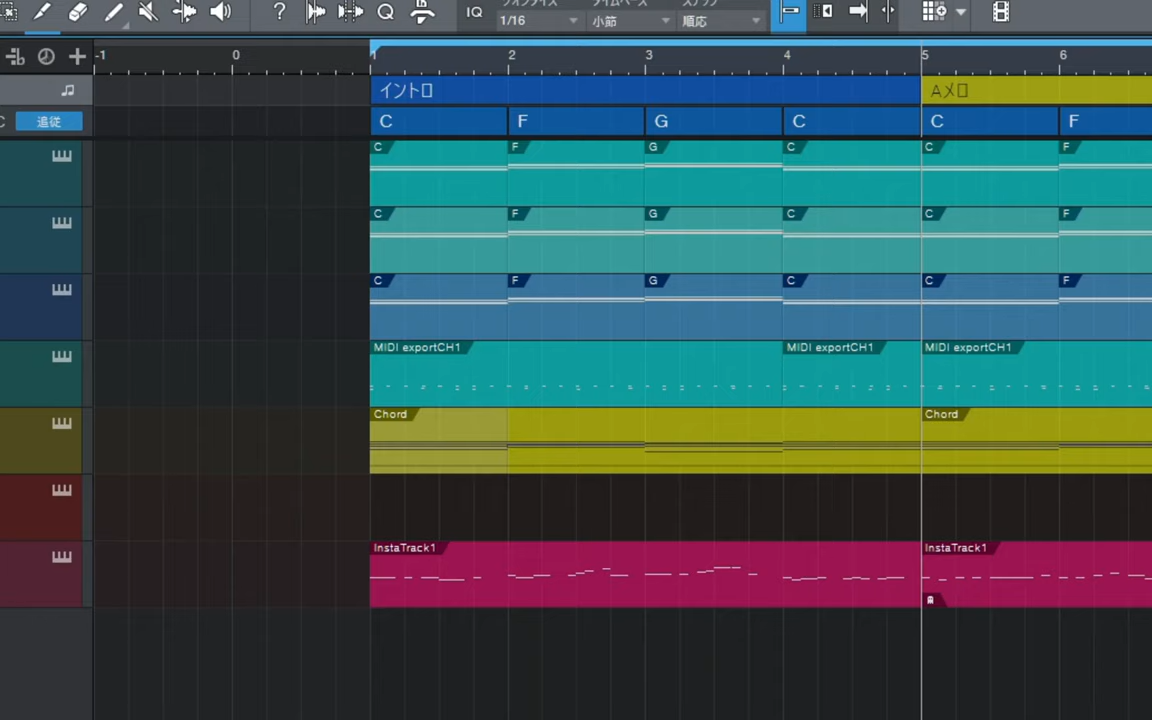 IQ 1/16 小節 順応
-1 0 1 2 3 4 5 6
イントロ Aメロ
C 追従 C F G C C F
C F G C C F
C F G C C F
C F G C C F
MIDI exportCH1 MIDI exportCH1 MIDI exportCH1
Chord Chord
InstaTrack1 InstaTrack1